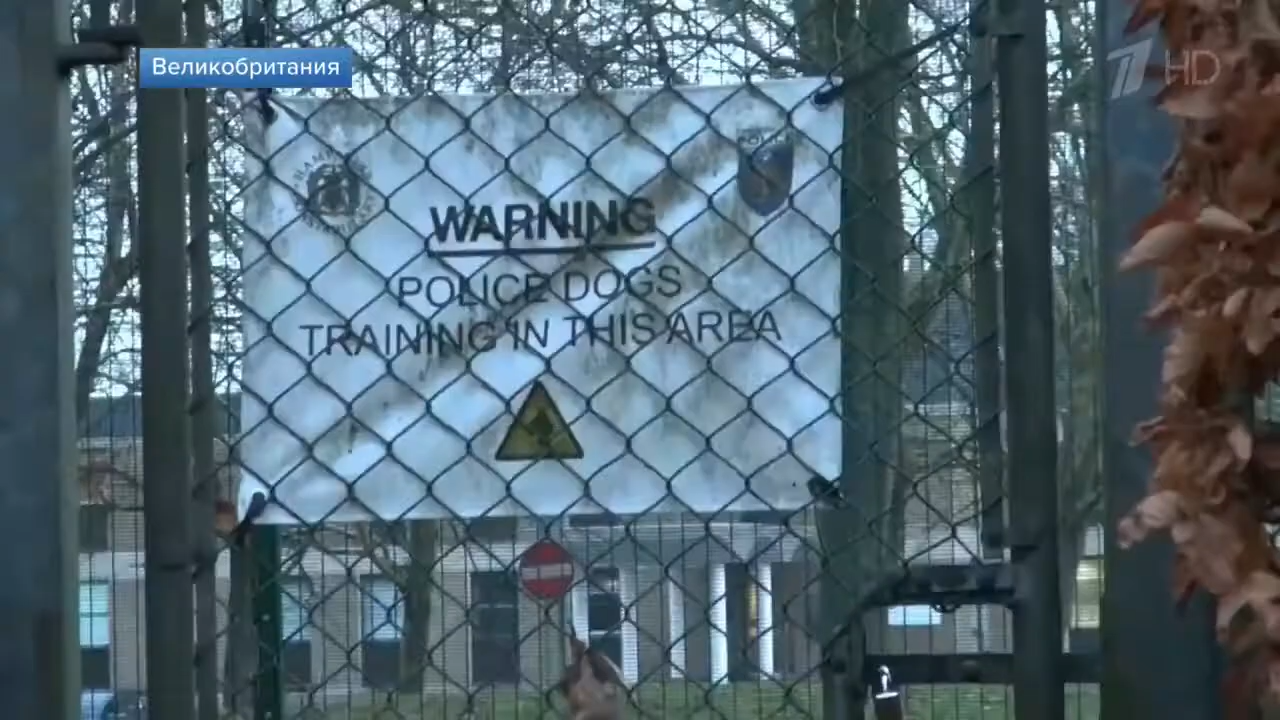 Великобритания
HD
WARNING
POLICE DOGS
TRAINING IN THIS AREA